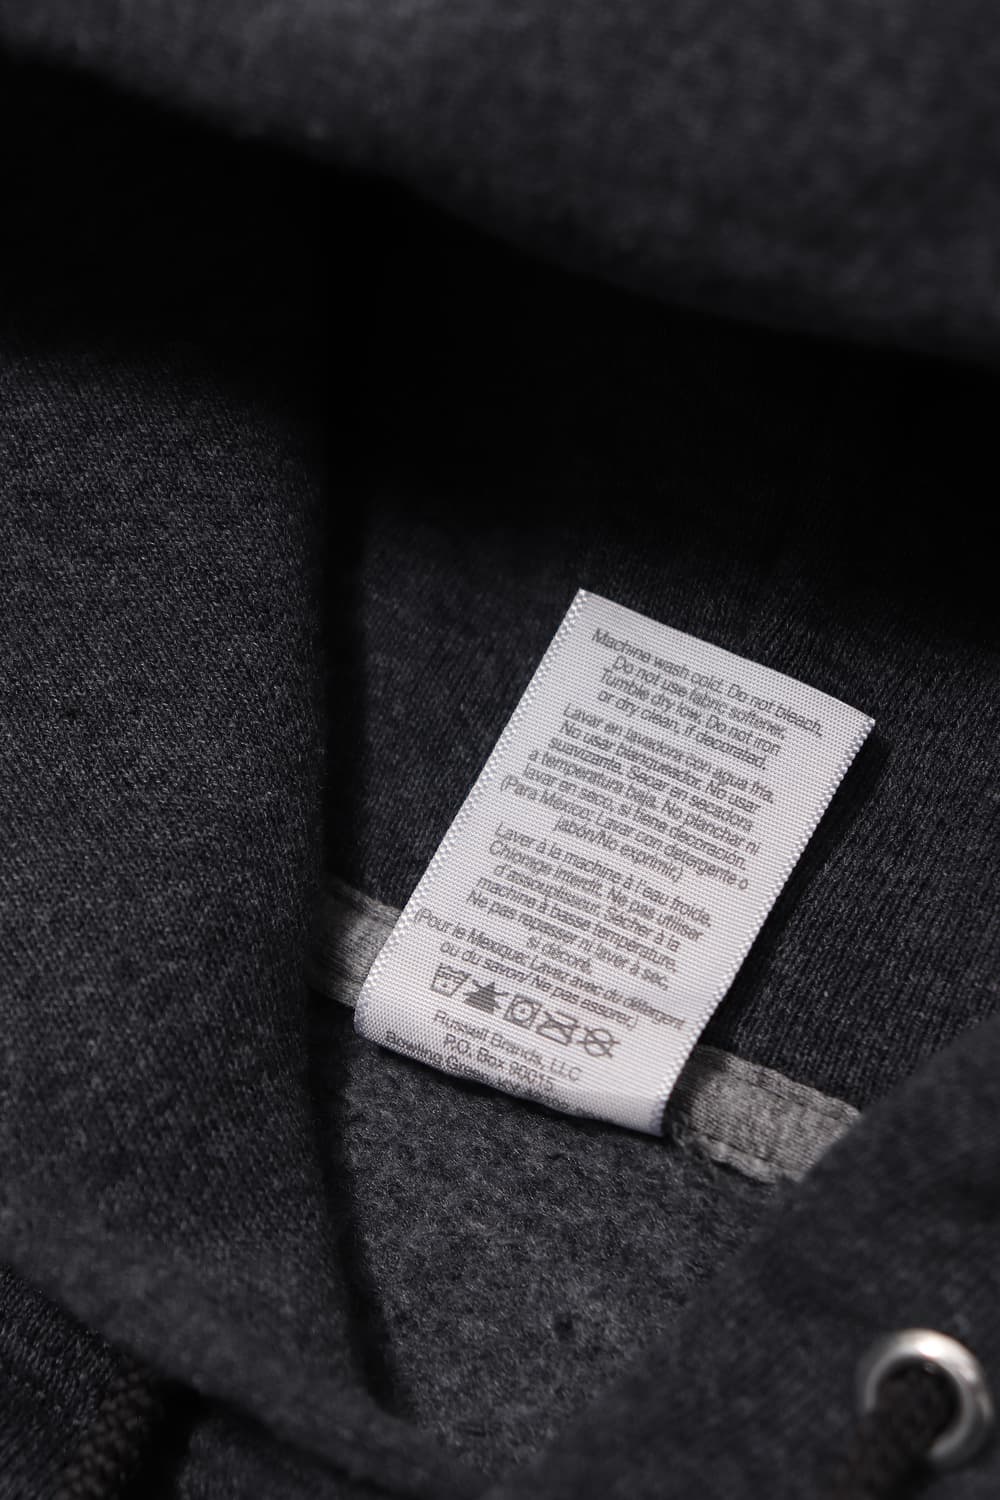 Machine wash cold. Do not bleach.
Do not use fabric softener.
Tumble dry low. Do not iron
or dry clean, if decorated.
Lavar en lavadora con agua fría.
No usar blanqueador. No usar
suavizante. Secar en secadora
a temperatura baja. No planchar ni
lavar en seco, si tiene decoración.
(Para México: Lavar con detergente o
jabón/No exprimir.)
Laver à la machine à l'eau froide.
Chlorage interdit. Ne pas utiliser
d'assouplissant. Sécher à la
machine à basse température.
Ne pas repasser ni laver à sec,
si décoré.
(Pour le Mexique: Lavez avec du détergent
ou du savon/ Ne pas essorer.)
Russell Brands, LLC
P.O. Box 90015
Bowling